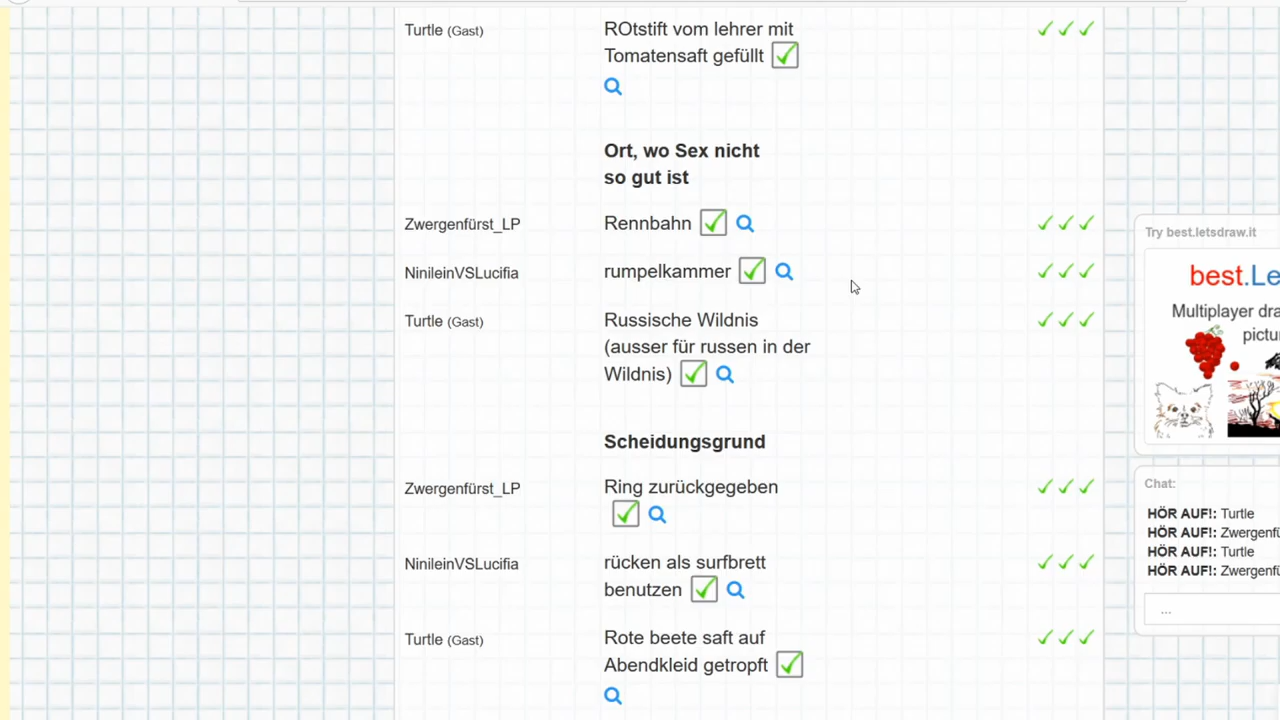 Turtle (Gast)
ROtstift vom lehrer mit
Tomatensaft gefüllt
Ort, wo Sex nicht
so gut ist
Zwergenfürst_LP
Rennbahn
NinileinVSLucifia
rumpelkammer
Turtle (Gast)
Russische Wildnis
(ausser für russen in der
Wildnis)
Scheidungsgrund
Zwergenfürst_LP
Ring zurückgegeben
NinileinVSLucifia
rücken als surfbrett
benutzen
Turtle (Gast)
Rote beete saft auf
Abendkleid getropft
Try best.letsdraw.it
best.Le
Multiplayer dra
pictu
Chat:
HÖR AUF!: Turtle
HÖR AUF!: Zwergenfü
HÖR AUF!: Turtle
HÖR AUF!: Zwergenfü
...